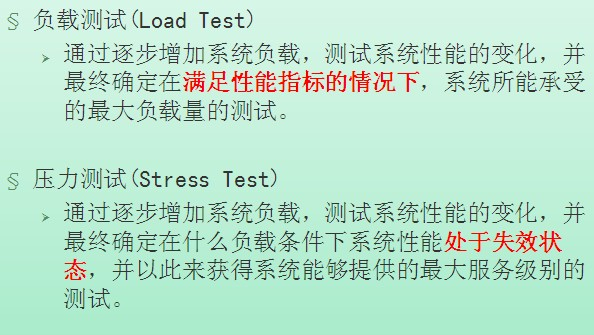 § 负载测试(Load Test)
➢ 通过逐步增加系统负载，测试系统性能的变化，并
最终确定在满足性能指标的情况下，系统所能承受
的最大负载量的测试。
§ 压力测试(Stress Test)
➢ 通过逐步增加系统负载，测试系统性能的变化，并
最终确定在什么负载条件下系统性能处于失效状
态，并以此来获得系统能够提供的最大服务级别的
测试。